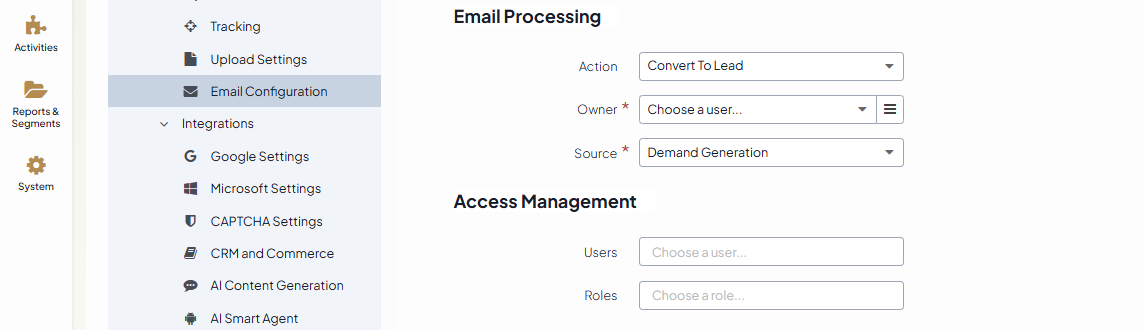 Activities
Reports &
Segments
System
Tracking
Upload Settings
Email Configuration
Integrations
Google Settings
Microsoft Settings
CAPTCHA Settings
CRM and Commerce
AI Content Generation
AI Smart Agent
Email Processing
Action Convert To Lead
Owner * Choose a user...
Source * Demand Generation
Access Management
Users Choose a user...
Roles Choose a role...